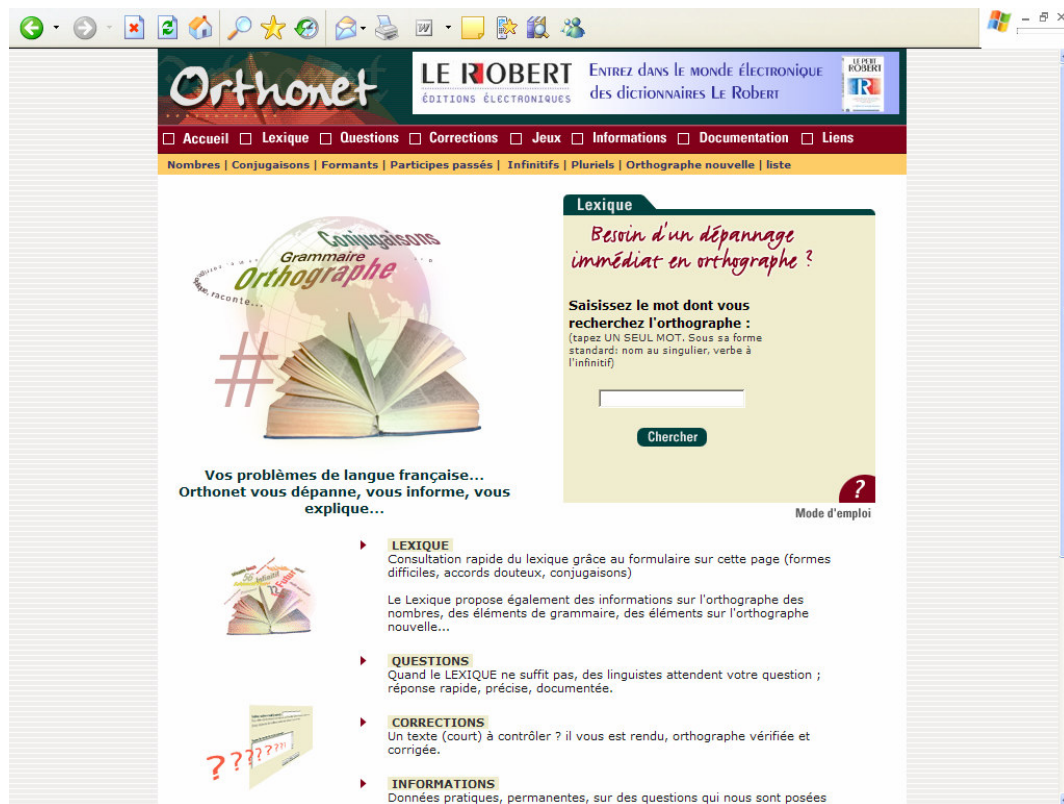 Orthonet
LE ROBERT
ÉDITIONS ÉLECTRONIQUES
ENTREZ DANS LE MONDE ÉLECTRONIQUE
DES DICTIONNAIRES LE ROBERT
LE PETIT
ROBERT
R
Accueil Lexique Questions Corrections Jeux Informations Documentation Liens
Nombres | Conjugaisons | Formants | Participes passés | Infinitifs | Pluriels | Orthographe nouvelle | liste
Conjugaisons
Grammaire
Orthographe
raconte...
#
Vos problèmes de langue française...
Orthonet vous dépanne, vous informe, vous
explique...
Lexique
Besoin d'un dépannage
immédiat en orthographe ?
Saisissez le mot dont vous
recherchez l'orthographe :
(tapez UN SEUL MOT. Sous sa forme
standard: nom au singulier, verbe à
l'infinitif)
Chercher
?
Mode d'emploi
LEXIQUE
Consultation rapide du lexique grâce au formulaire sur cette page (formes
difficiles, accords douteux, conjugaisons)
Le Lexique propose également des informations sur l'orthographe des
nombres, des éléments de grammaire, des éléments sur l'orthographe
nouvelle...
QUESTIONS
Quand le LEXIQUE ne suffit pas, des linguistes attendent votre question ;
réponse rapide, précise, documentée.
CORRECTIONS
Un texte (court) à contrôler ? il vous est rendu, orthographe vérifiée et
corrigée.
INFORMATIONS
Données pratiques, permanentes, sur des questions qui nous sont posées